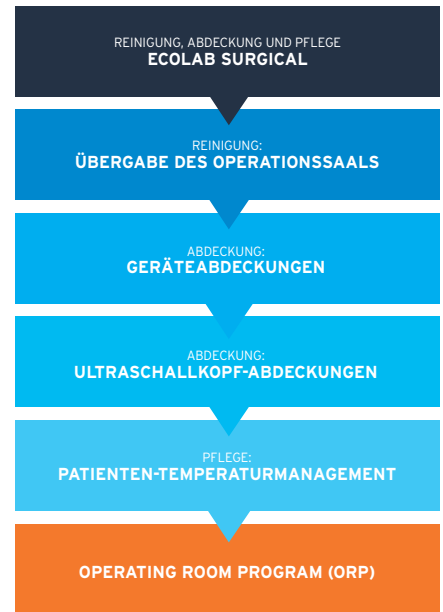 REINIGUNG, ABDECKUNG UND PFLEGE
ECOLAB SURGICAL
REINIGUNG:
ÜBERGABE DES OPERATIONSSAALS
ABDECKUNG:
GERÄTEABDECKUNGEN
ABDECKUNG:
ULTRASCHALLKOPF-ABDECKUNGEN
PFLEGE:
PATIENTEN-TEMPERATURMANAGEMENT
OPERATING ROOM PROGRAM (ORP)